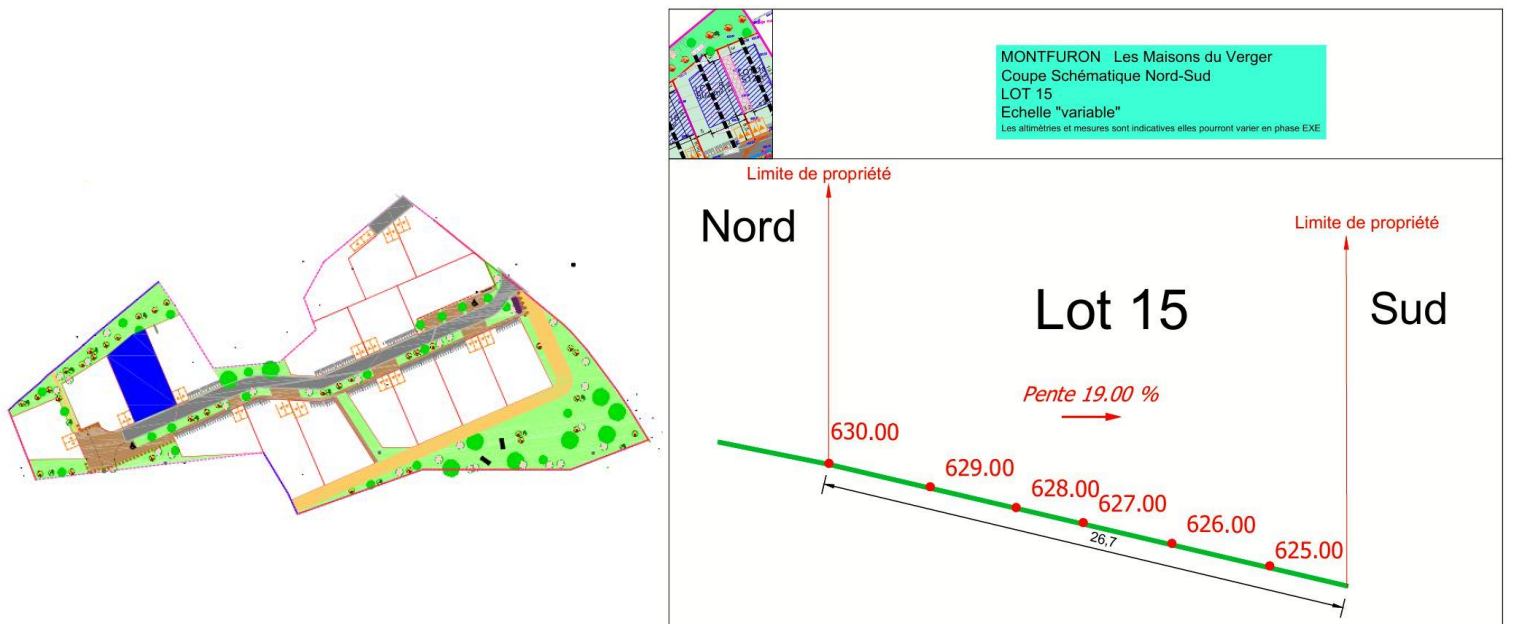 MONTFURON Les Maisons du Verger
Coupe Schématique Nord-Sud
LOT 15
Echelle "variable"
Les altimètries et mesures sont indicatives elles pourront varier en phase EXE
Limite de propriété
Nord
Limite de propriété
Lot 15
Sud
Pente 19.00 %
630.00
629.00
628.00
627.00
626.00
625.00
26,7